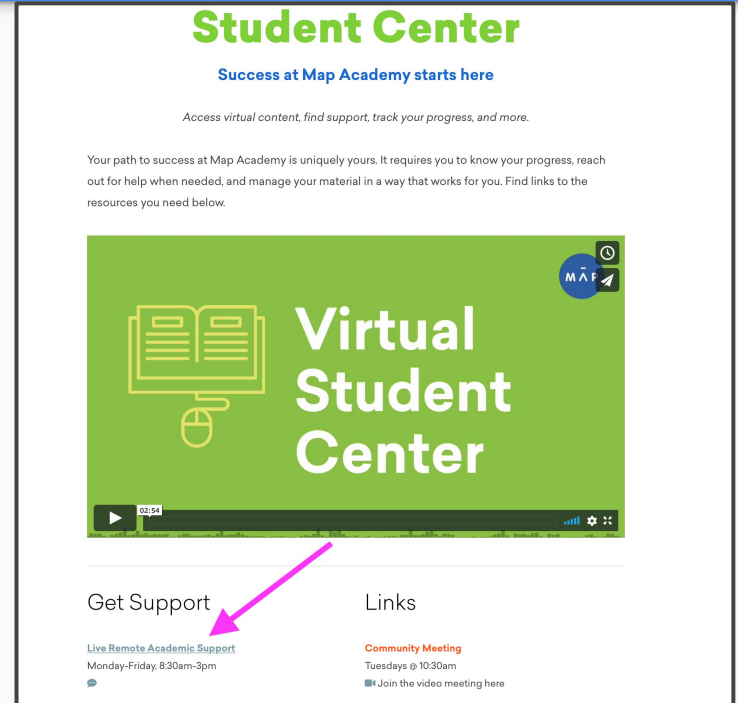 Student Center
Success at Map Academy starts here
Access virtual content, find support, track your progress, and more.
Your path to success at Map Academy is uniquely yours. It requires you to know your progress, reach
out for help when needed, and manage your material in a way that works for you. Find links to the
resources you need below.
MAP
Virtual
Student
Center
02:54
Get Support
Live Remote Academic Support
Monday-Friday, 8:30am-3pm
Links
Community Meeting
Tuesdays @ 10:30am
Join the video meeting here